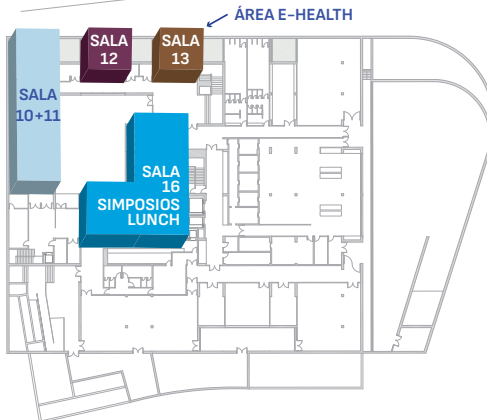 ÁREA E-HEALTH
SALA
12
SALA
13
SALA
10+11
SALA
16
SIMPOSIOS
LUNCH